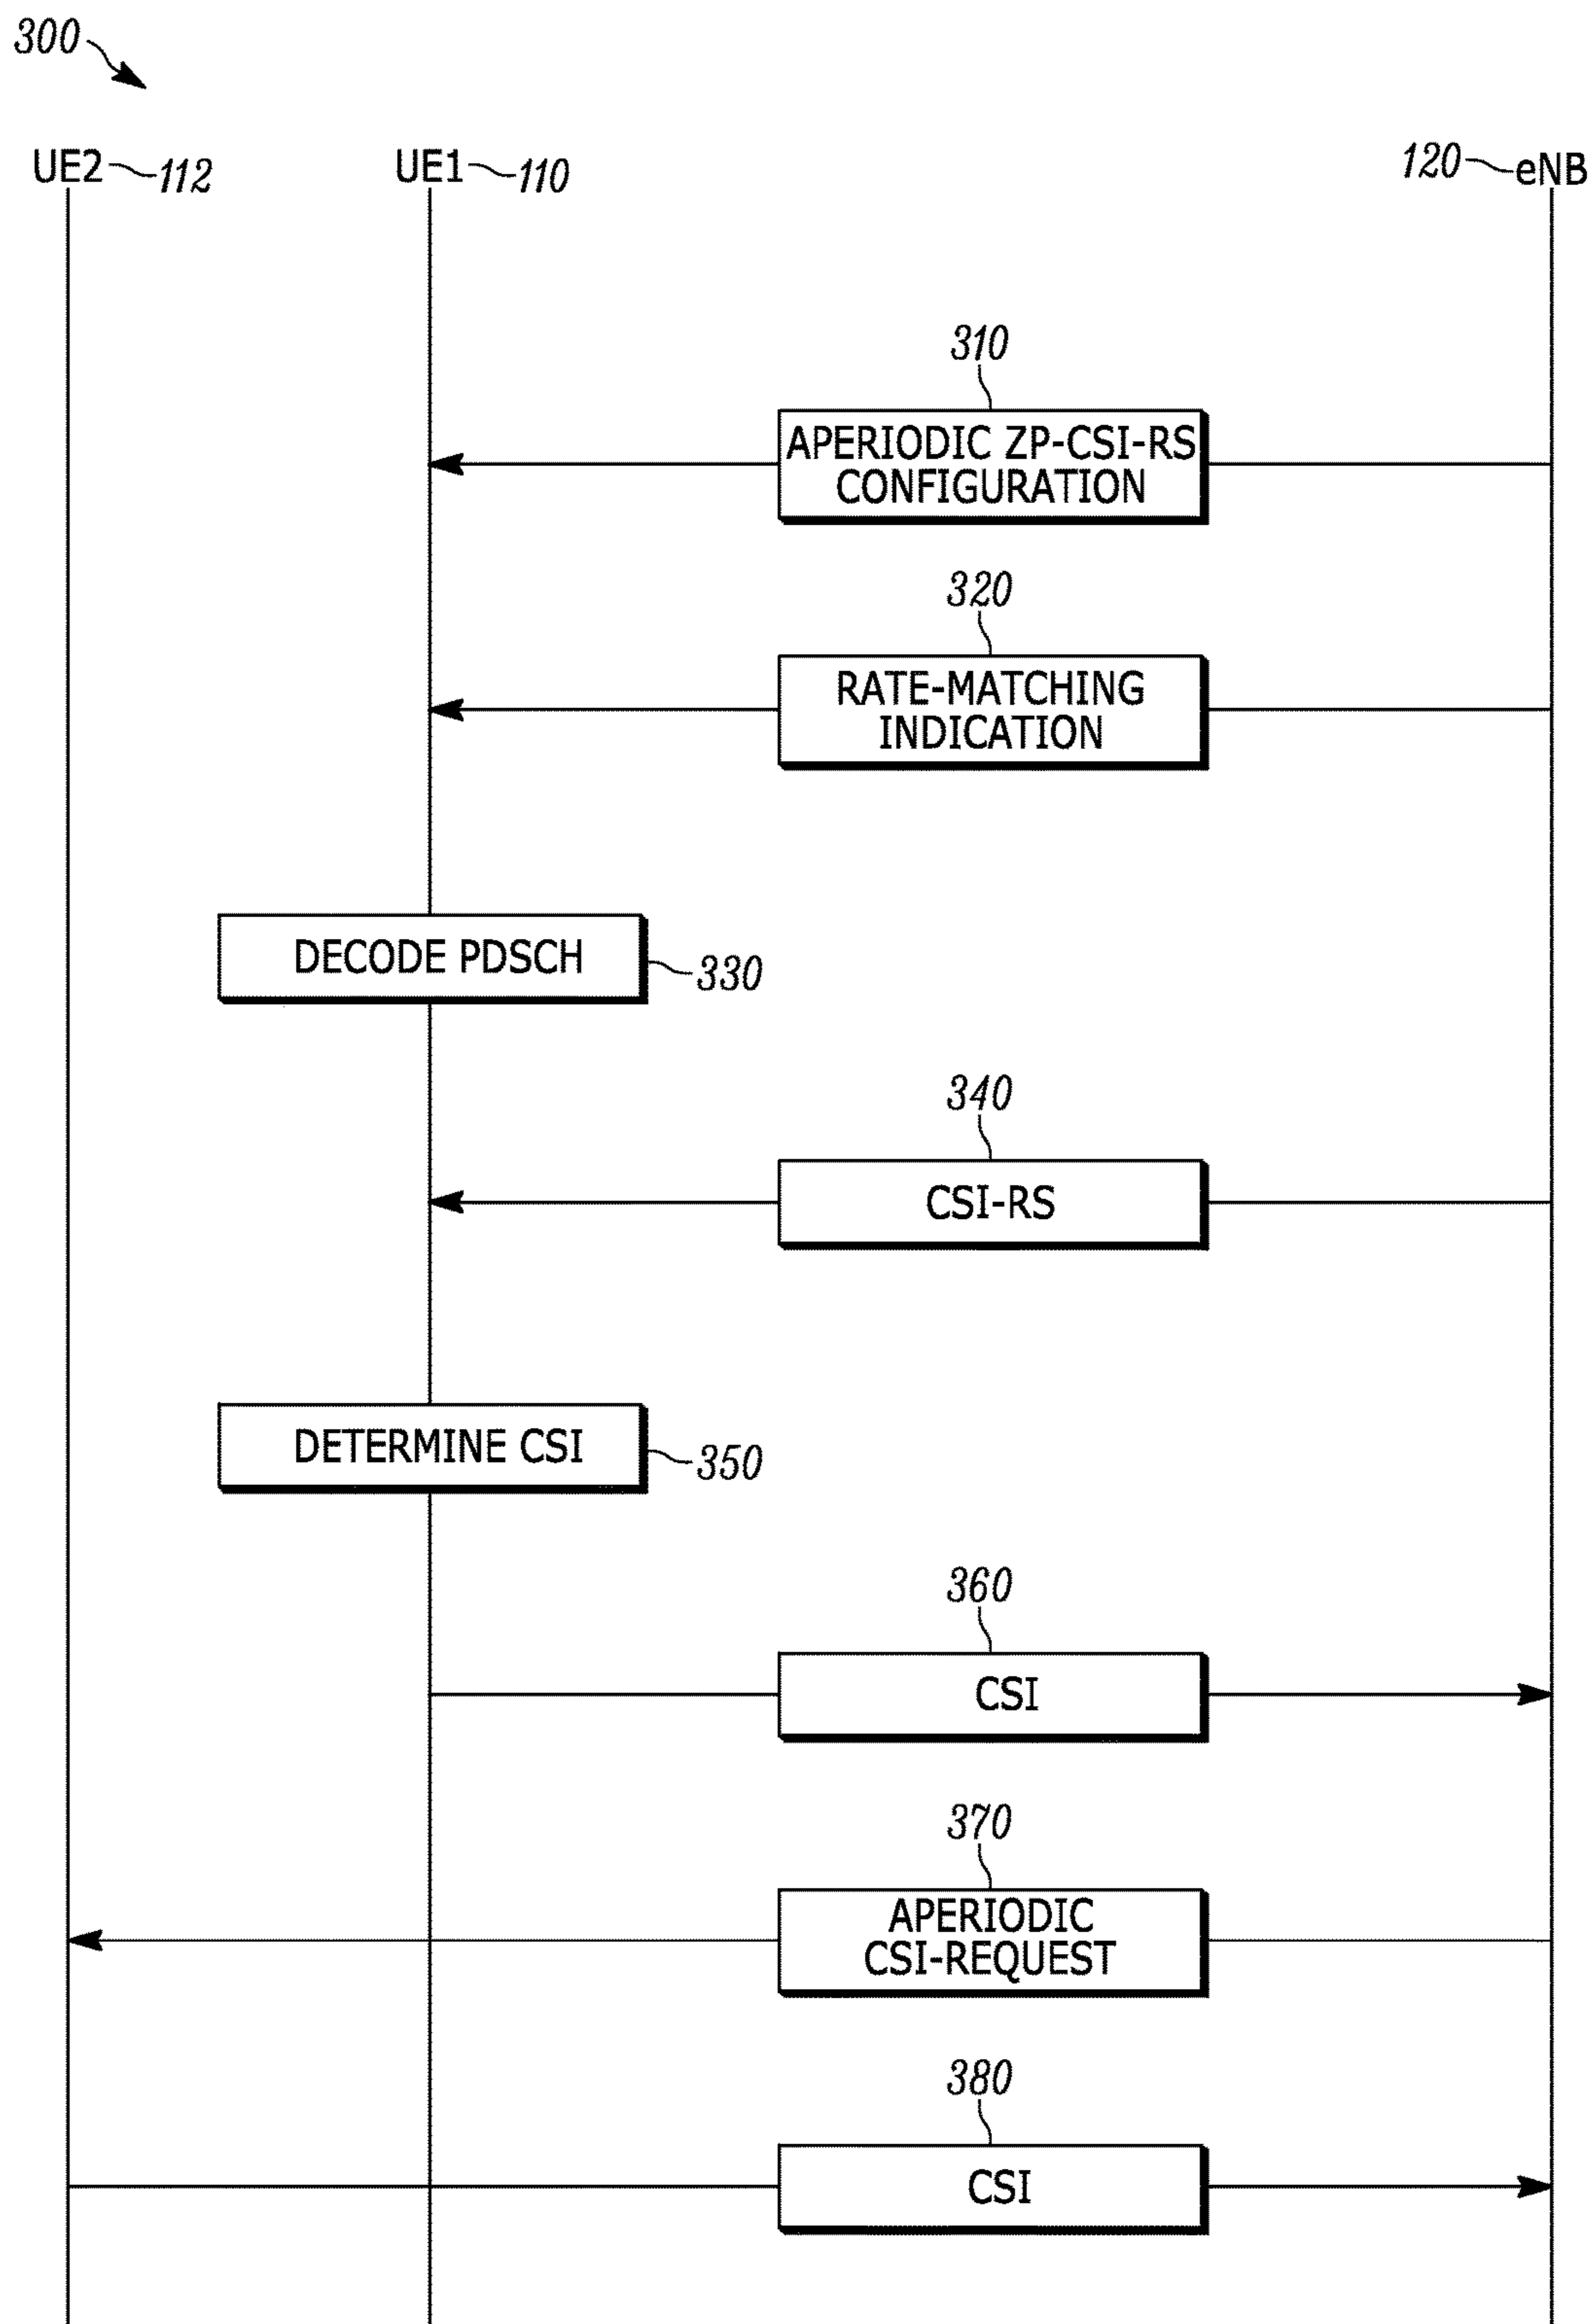 300
UE2 112 UE1 110 120 eNB
310
APERIODIC ZP-CSI-RS
CONFIGURATION
320
RATE-MATCHING
INDICATION
DECODE PDSCH 330
340
CSI-RS
DETERMINE CSI 350
360
CSI
370
APERIODIC
CSI-REQUEST
380
CSI